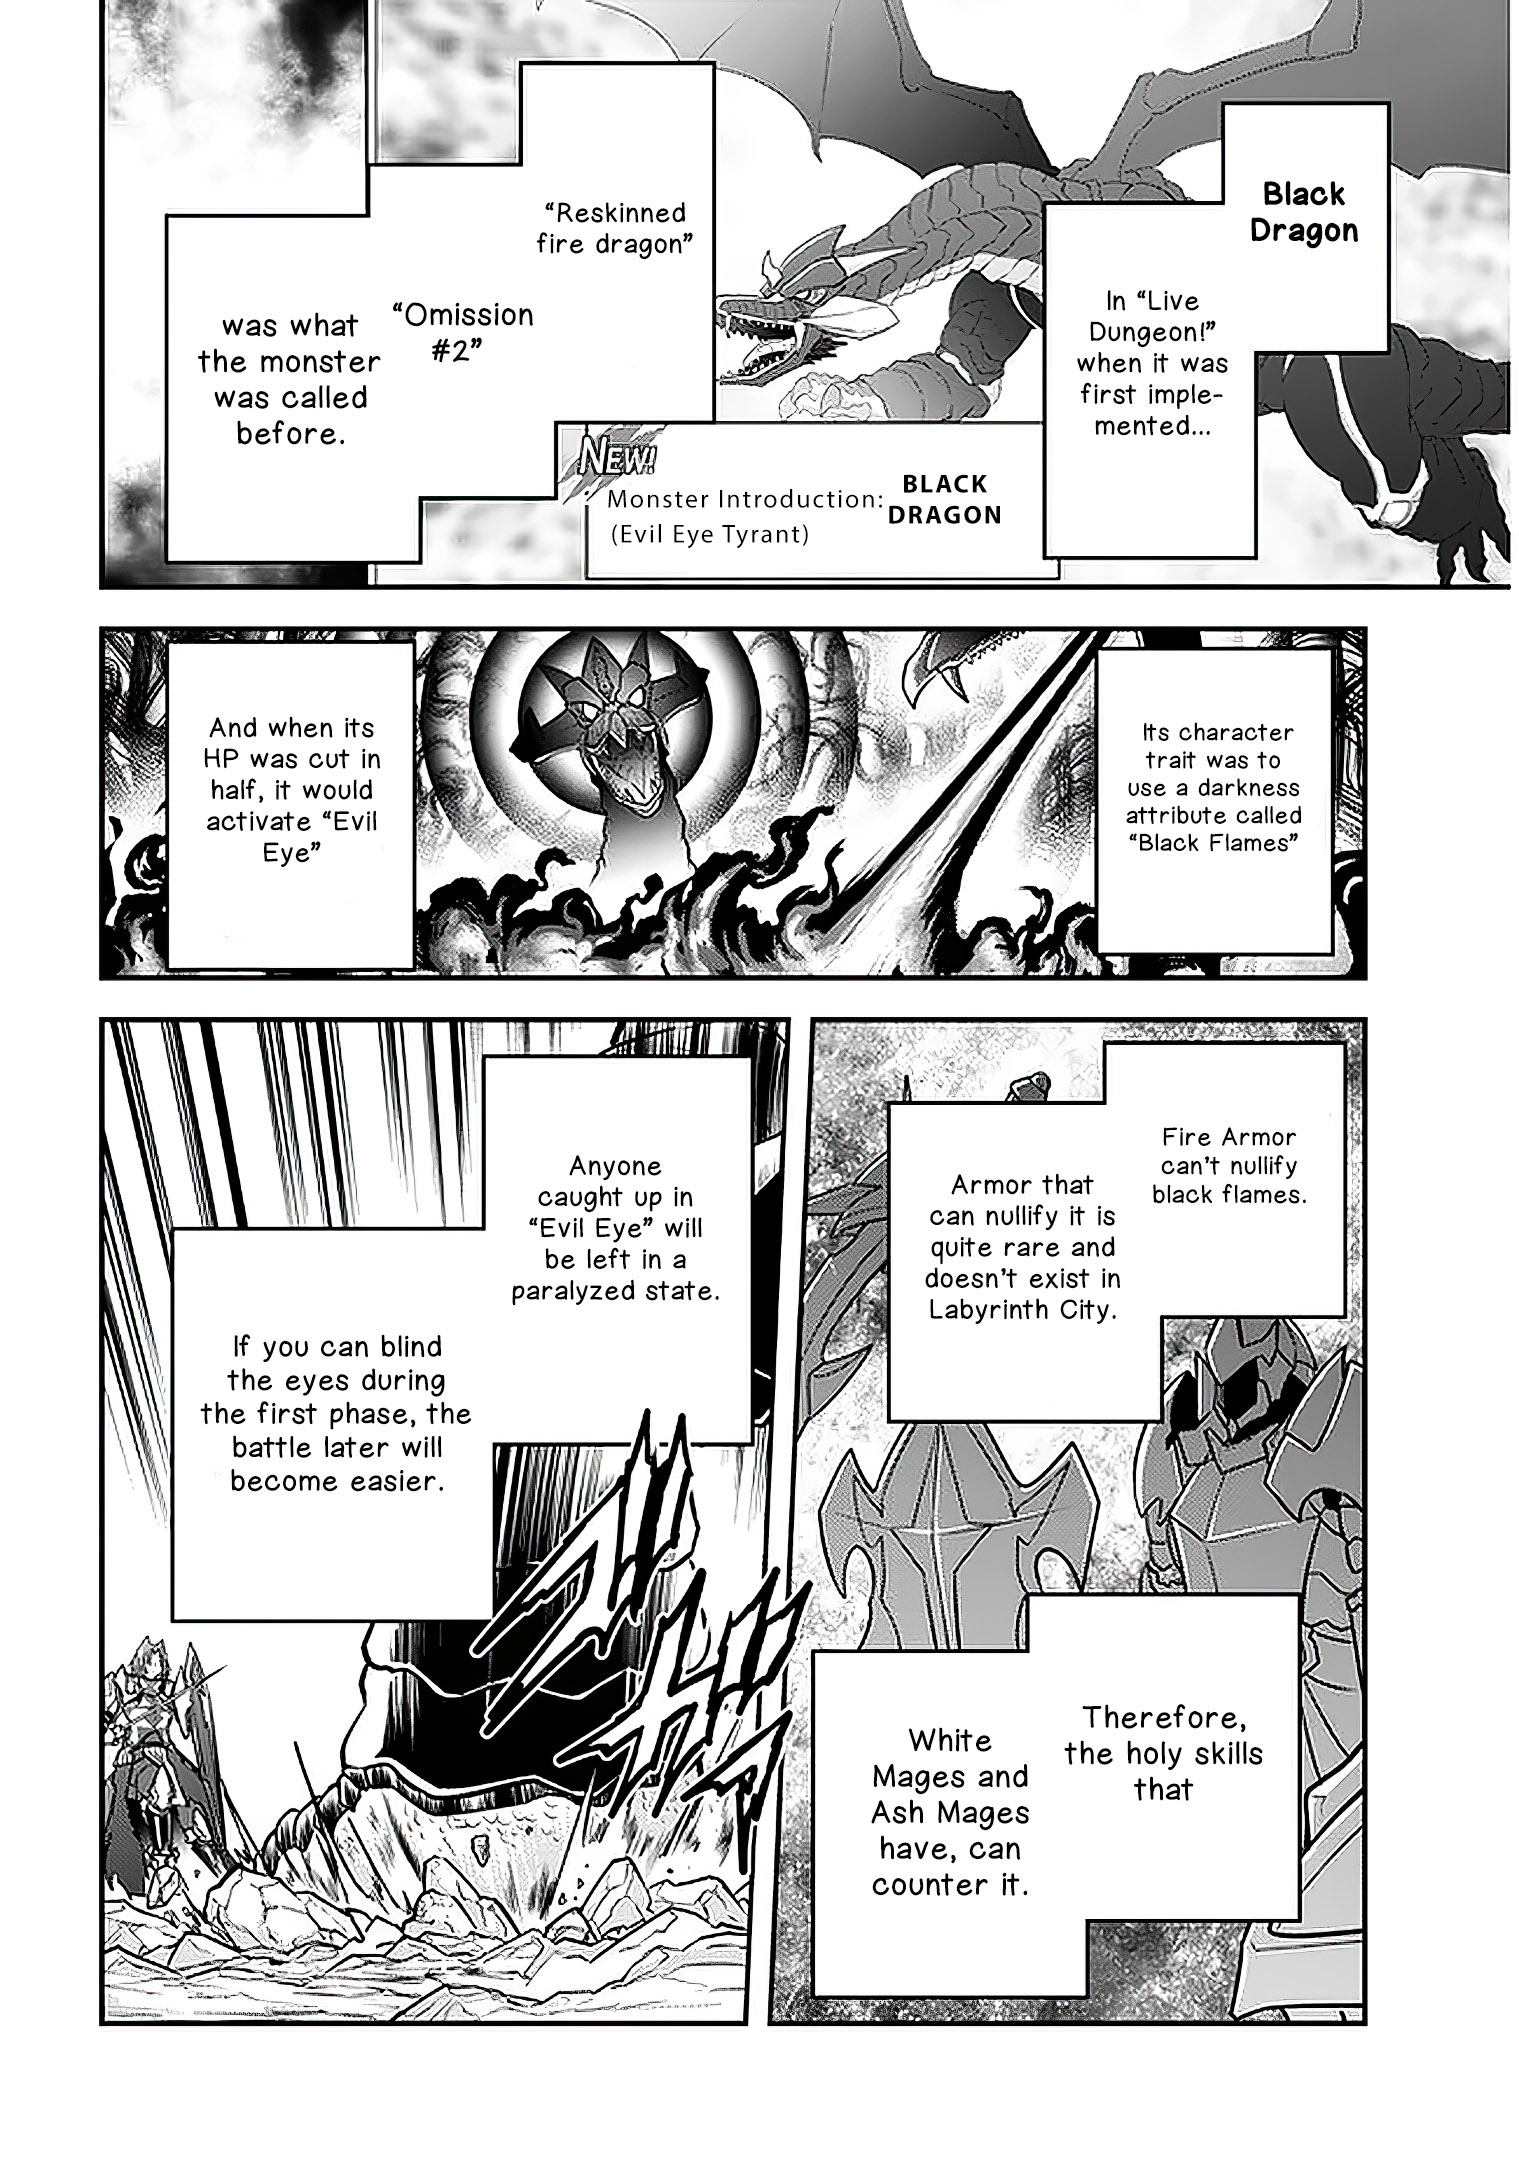 Black
Dragon
In “Live
Dungeon!”
when it was
first imple-
mented...
“Reskinned
fire dragon”
“Omission
#2”
was what
the monster
was called
before.
NEW!
Monster Introduction:
(Evil Eye Tyrant)
BLACK
DRAGON
Its character
trait was to
use a darkness
attribute called
“Black Flames”
And when its
HP was cut in
half, it would
activate “Evil
Eye”
Fire Armor
can’t nullify
black flames.
Armor that
can nullify it is
quite rare and
doesn’t exist in
Labyrinth City.
Therefore,
the holy skills
that
White
Mages and
Ash Mages
have, can
counter it.
Anyone
caught up in
“Evil Eye” will
be left in a
paralyzed state.
If you can blind
the eyes during
the first phase, the
battle later will
become easier.